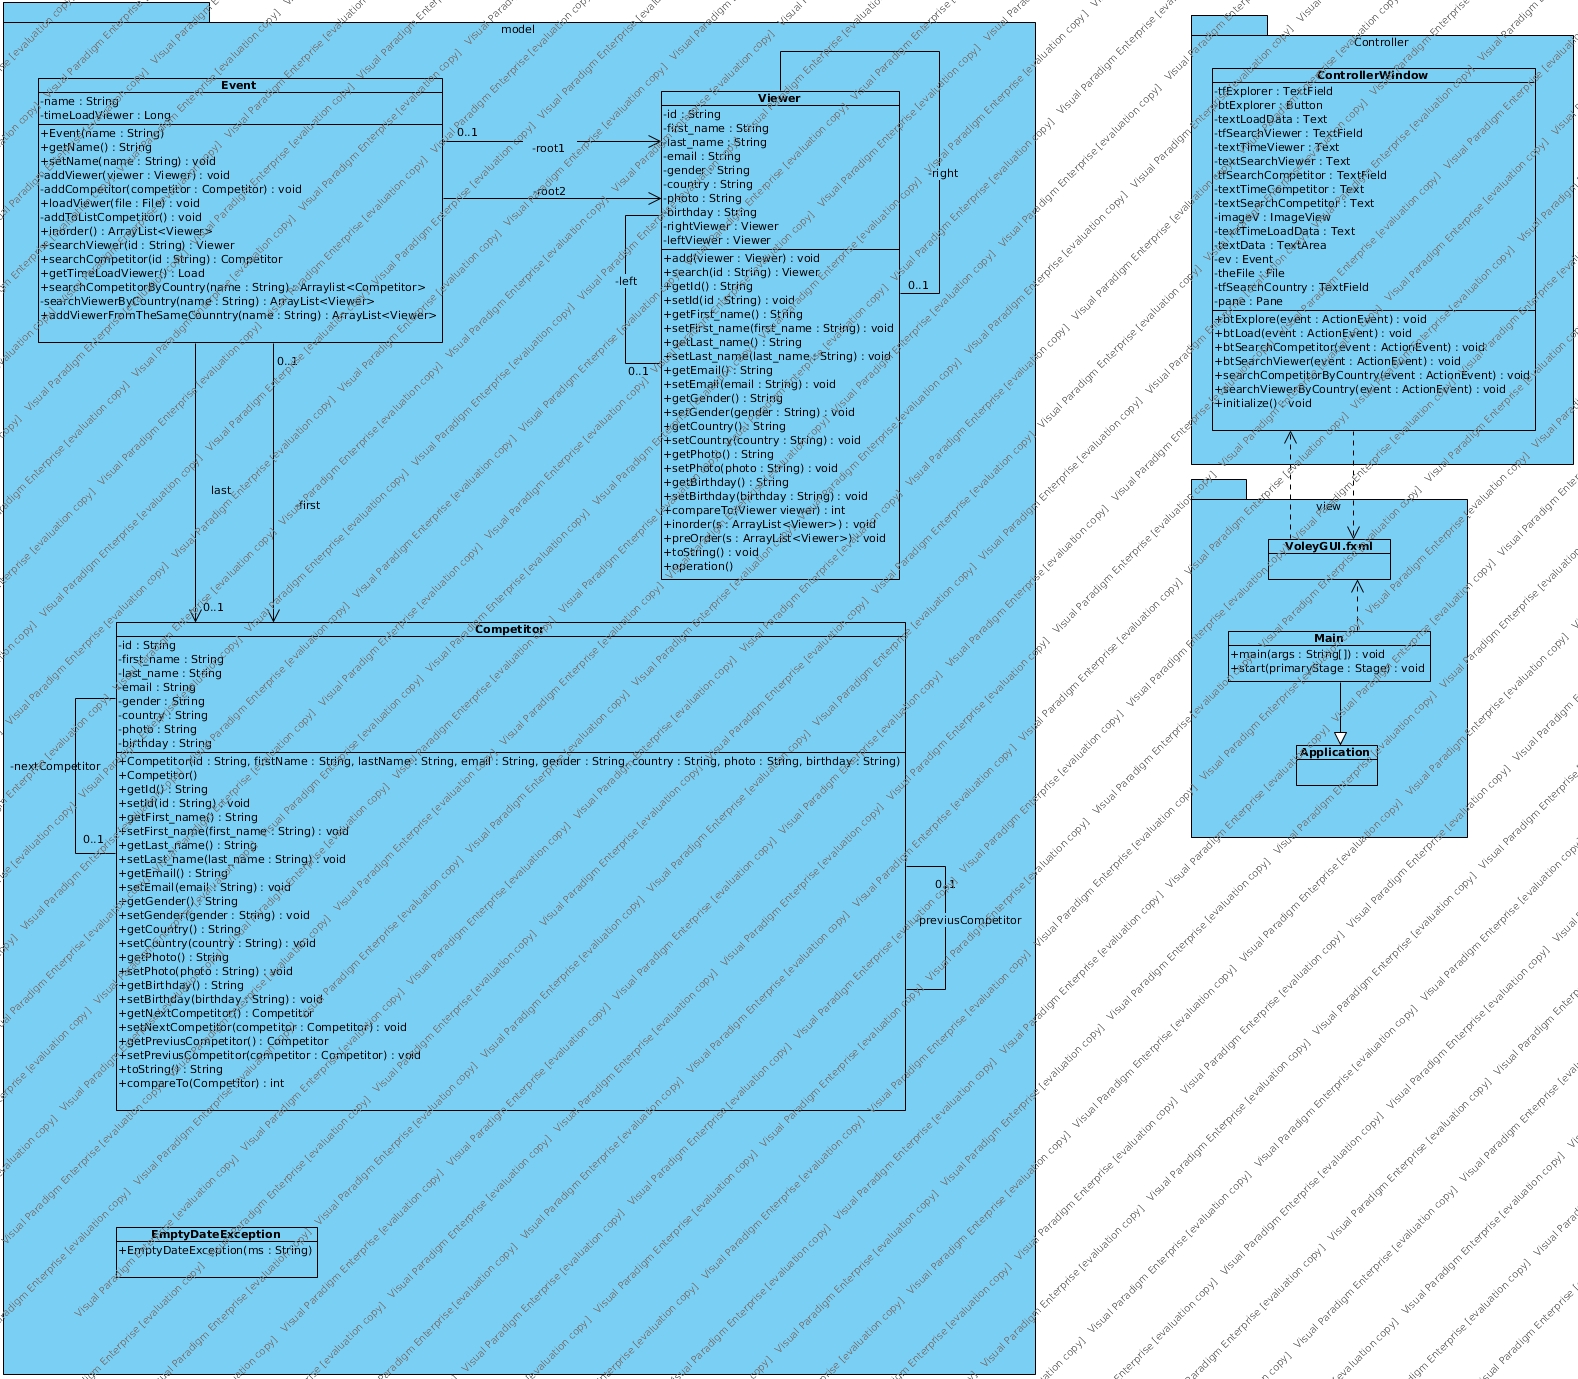 model
Event
-name : String
-timeLoadViewer : Long
+Event(name : String)
+getName() : String
+setName(name : String) : void
-addViewer(viewer : Viewer) : void
-addCompetitor(competitor : Competitor) : void
+loadViewer(file : File) : void
-addToListCompetitor() : void
+inorder() : ArrayList<Viewer>
+searchViewer(id : String) : Viewer
+searchCompetitor(id : String) : Competitor
+getTimeLoadViewer() : Load
+searchCompetitorByCountry(name : String) : Arraylist<Competitor>
-searchViewerByCountry(name : String) : ArrayList<Viewer>
+addViewerFromTheSameCounntry(name : String) : ArrayList<Viewer>
0..1
-root1
-root2
Viewer
-id : String
-first_name : String
-last_name : String
-email : String
-gender : String
-country : String
-photo : String
-birthday : String
-rightViewer : Viewer
-leftViewer : Viewer
+add(viewer : Viewer) : void
+search(id : String) : Viewer
+getId() : String
+setId(id : String) : void
+getFirst_name() : String
+setFirst_name(first_name : String) : void
+getLast_name() : String
+setLast_name(last_name : String) : void
+getEmail() : String
+setEmail(email : String) : void
+getGender() : String
+setGender(gender : String) : void
+getCountry() : String
+setCountry(country : String) : void
+getPhoto() : String
+setPhoto(photo : String) : void
+getBirthday() : String
+setBirthday(birthday : String) : void
+compareTo(Viewer viewer) : int
+inorder(s : ArrayList<Viewer>) : void
+preOrder(s : ArrayList<Viewer>) : void
+toString() : void
+operation()
-right
0..1
-left
0..1
0..1
last
-first
0..1
Competitor
-id : String
-first_name : String
-last_name : String
-email : String
-gender : String
-country : String
-photo : String
-birthday : String
+Competitor(id : String, firstName : String, lastName : String, email : String, gender : String, country : String, photo : String, birthday : String)
+Competitor()
+getId() : String
+setId(id : String) : void
+getFirst_name() : String
+setFirst_name(first_name : String) : void
+getLast_name() : String
+setLast_name(last_name : String) : void
+getEmail() : String
+setEmail(email : String) : void
+getGender() : String
+setGender(gender : String) : void
+getCountry() : String
+setCountry(country : String) : void
+getPhoto() : String
+setPhoto(photo : String) : void
+getBirthday() : String
+setBirthday(birthday : String) : void
+getNextCompetitor() : Competitor
+setNextCompetitor(competitor : Competitor) : void
+getPreviusCompetitor() : Competitor
+setPreviusCompetitor(competitor : Competitor) : void
+toString() : String
+compareTo(Competitor) : int
-nextCompetitor
0..1
0..1
previusCompetitor
EmptyDateException
+EmptyDateException(ms : String)
Controller
ControllerWindow
-tfExplorer : TextField
-btExplorer : Button
-textLoadData : Text
-tfSearchViewer : TextField
-textTimeViewer : Text
-textSearchViewer : Text
-tfSearchCompetitor : TextField
-textTimeCompetitor : Text
-textSearchCompetitor : Text
-imageV : ImageView
-textTimeLoadData : Text
-textData : TextArea
-ev : Event
-theFile : File
-tfSearchCountry : TextField
-pane : Pane
+btExplore(event : ActionEvent) : void
+btLoad(event : ActionEvent) : void
+btSearchCompetitor(event : ActionEvent) : void
+btSearchViewer(event : ActionEvent) : void
+searchCompetitorByCountry(event : ActionEvent) : void
+searchViewerByCountry(event : ActionEvent) : void
+initialize() : void
view
VoleyGUI.fxml
Main
+main(args : String[]) : void
+start(primaryStage : Stage) : void
Application
Visual Paradigm Enterprise [evaluation copy]